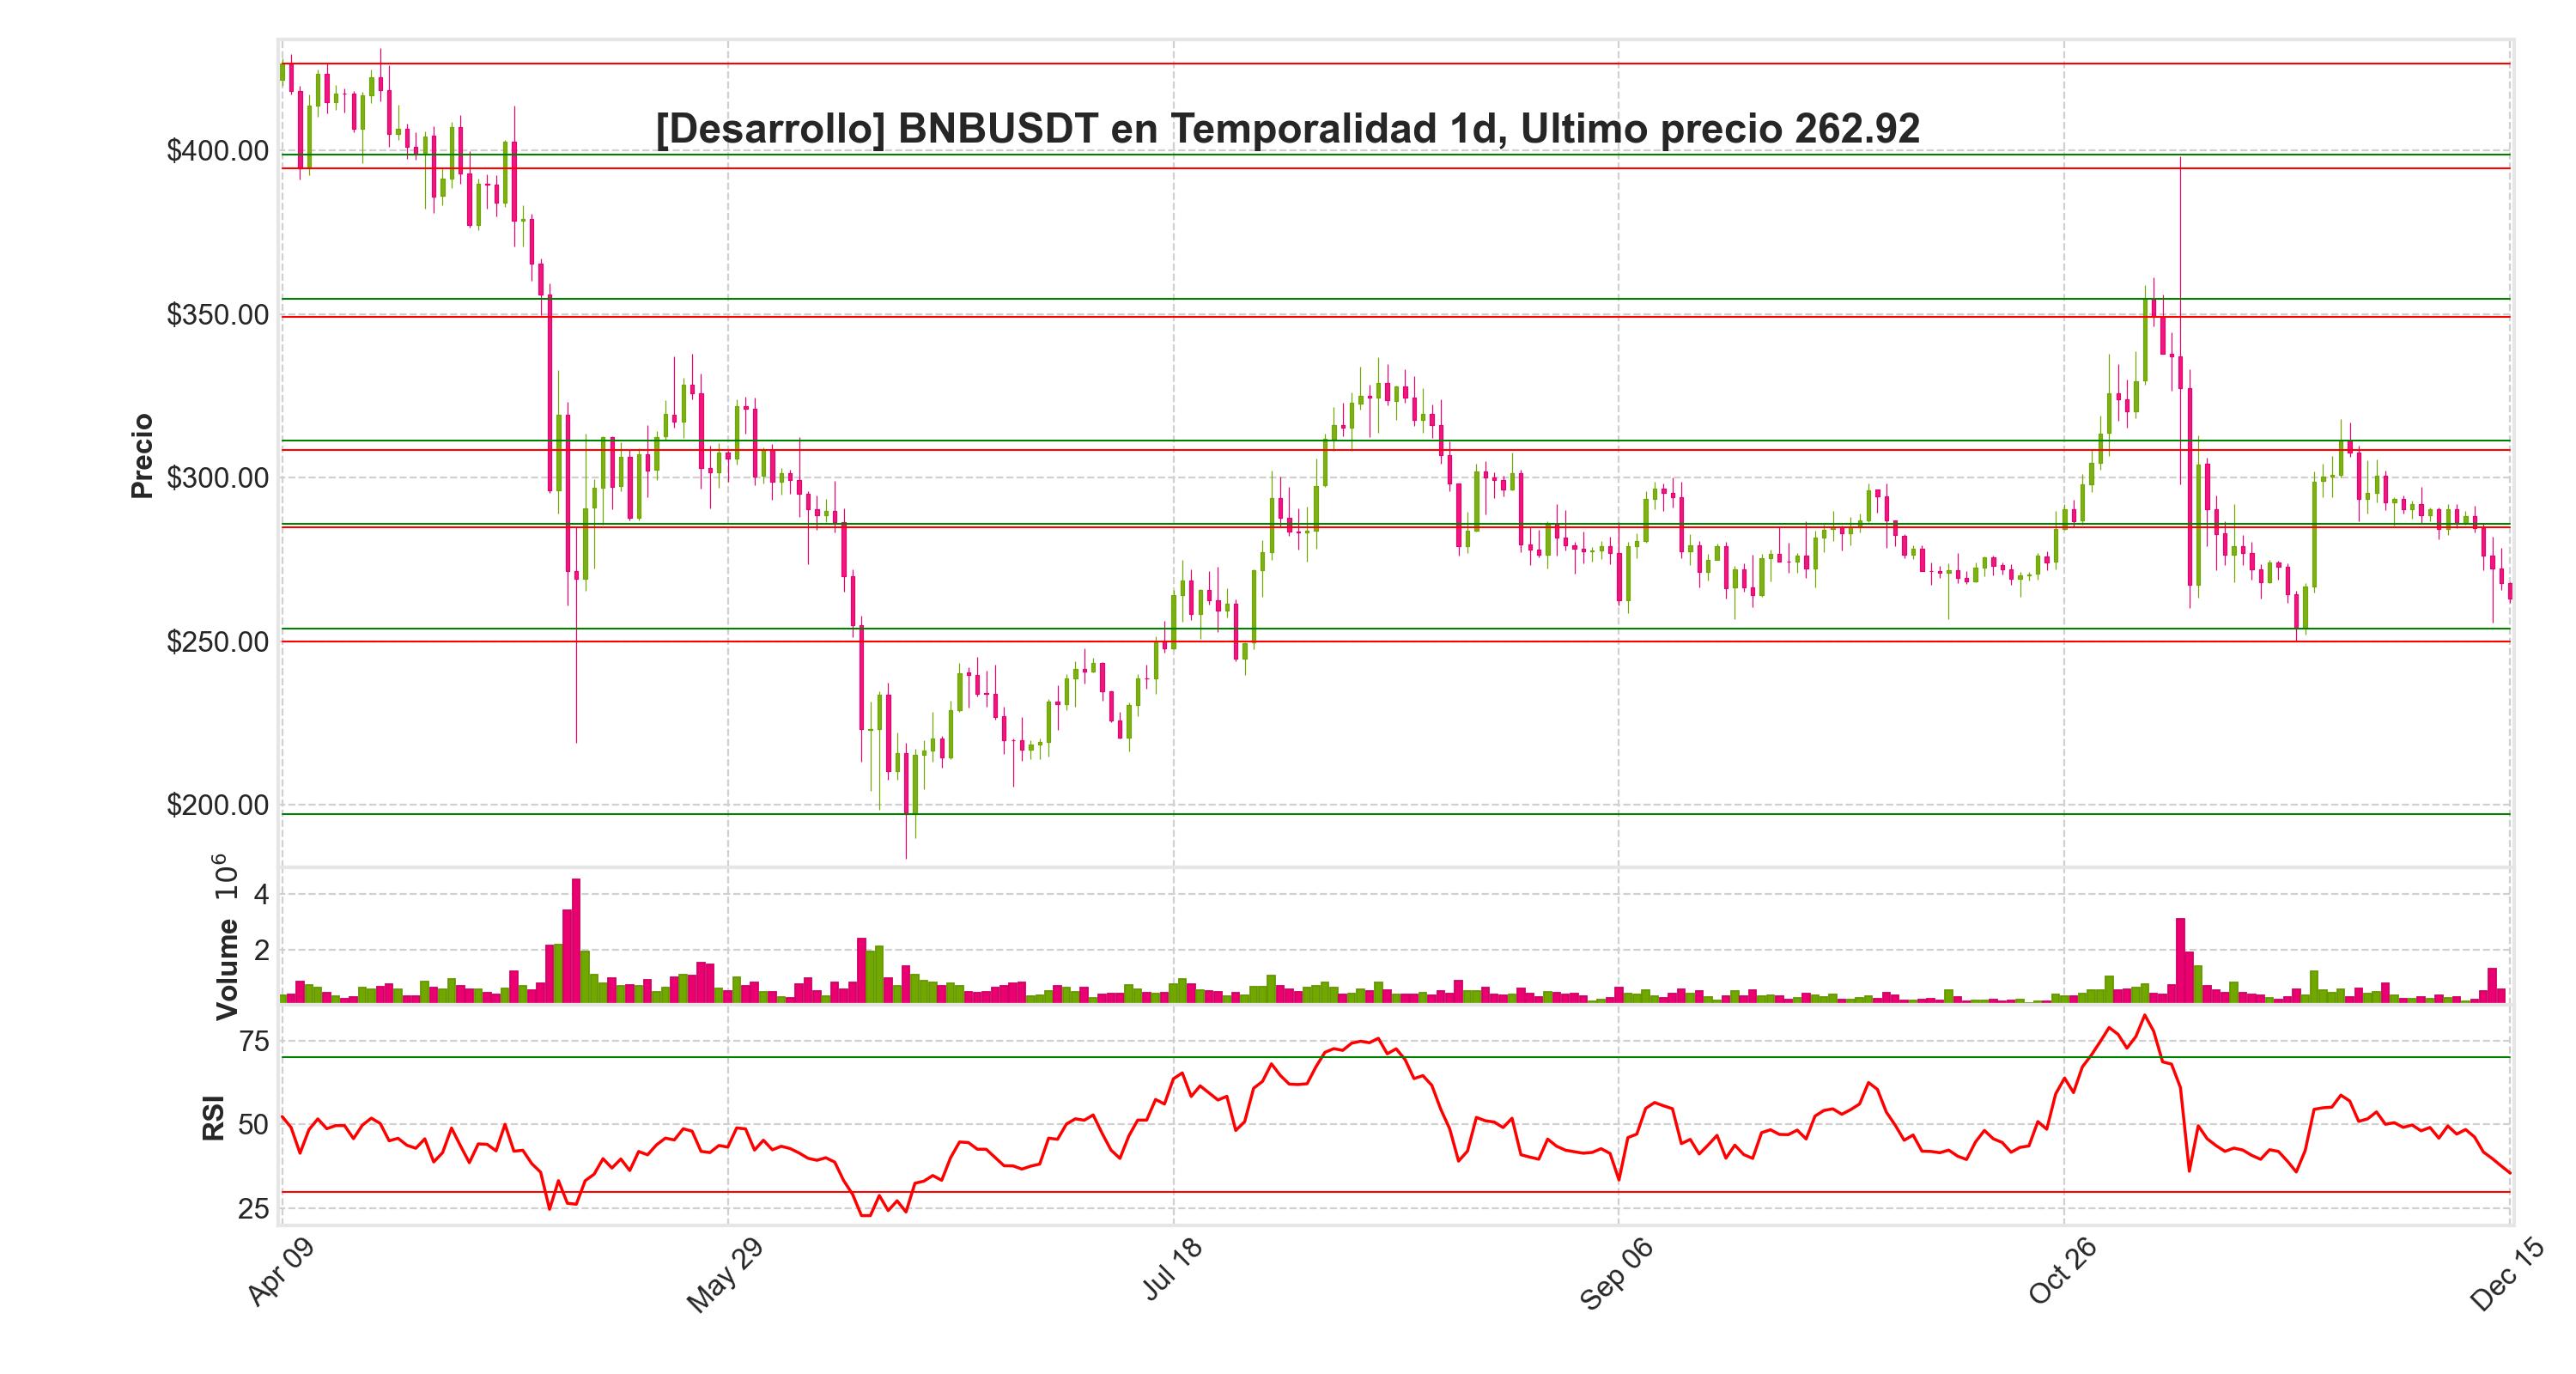 [Desarrollo] BNBUSDT en Temporalidad 1d, Ultimo precio 262.92
Precio
$400.00
$350.00
$300.00
$250.00
$200.00
Volume 10⁶
4
2
RSI
75
50
25
Apr 09
May 29
Jul 18
Sep 06
Oct 26
Dec 15